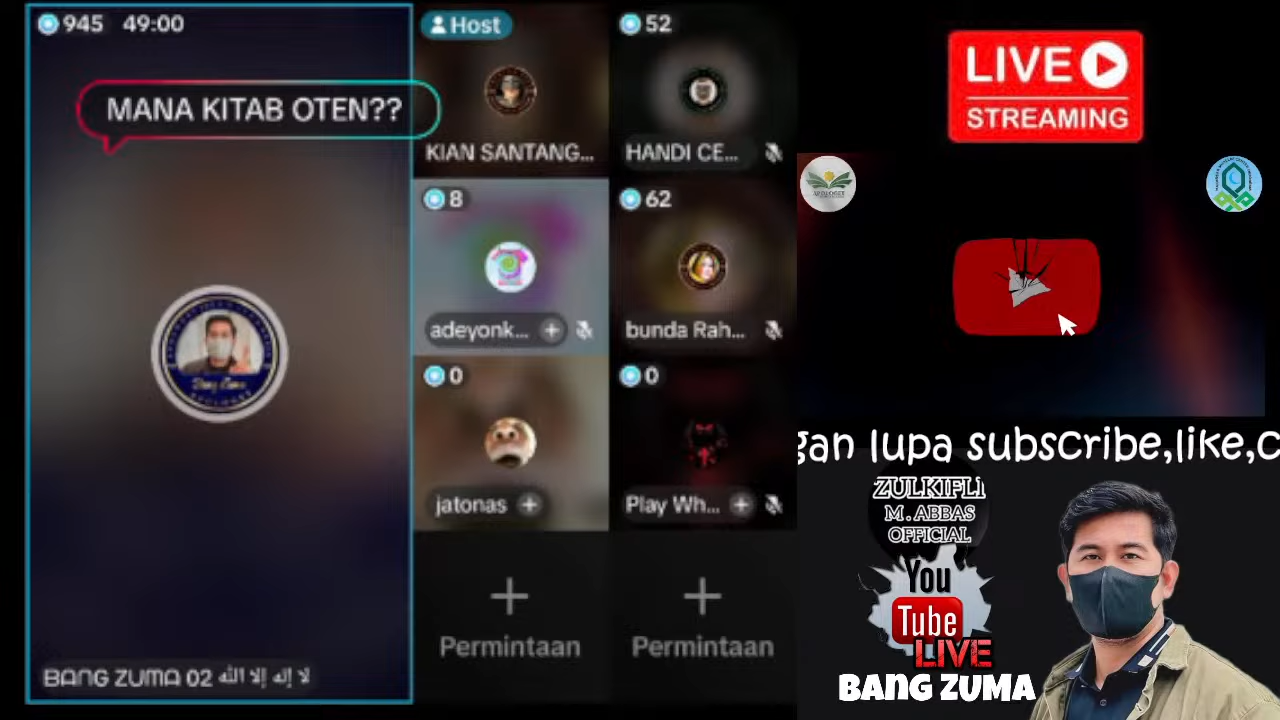 945 49:00
MANA KITAB OTEN??
BANG ZUMA 02 لا إله إلا الله
Host
KIAN SANTANG...
52
HANDI CE...
8
adeyonk...
62
bunda Rah...
0
jatonas
0
Play Wh...
Permintaan
Permintaan
LIVE
STREAMING
gan lupa subscribe,like,c
ZULKIFLI
M.ABBAS
OFFICIAL
You
Tube
LIVE
BANG ZUMA